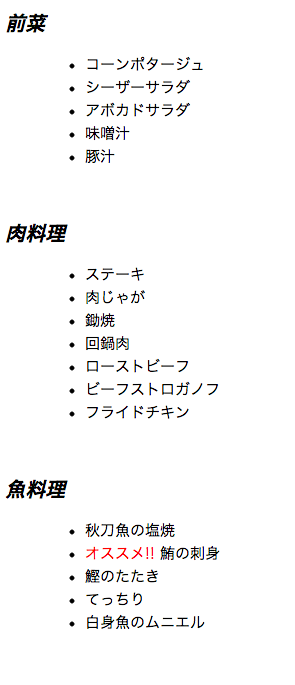 前菜
コーンポタージュ
シーザーサラダ
アボカドサラダ
味噌汁
豚汁
肉料理
ステーキ
肉じゃが
鋤焼
回鍋肉
ローストビーフ
ビーフストロガノフ
フライドチキン
魚料理
秋刀魚の塩焼
オススメ!! 鮪の刺身
鰹のたたき
てっちり
白身魚のムニエル